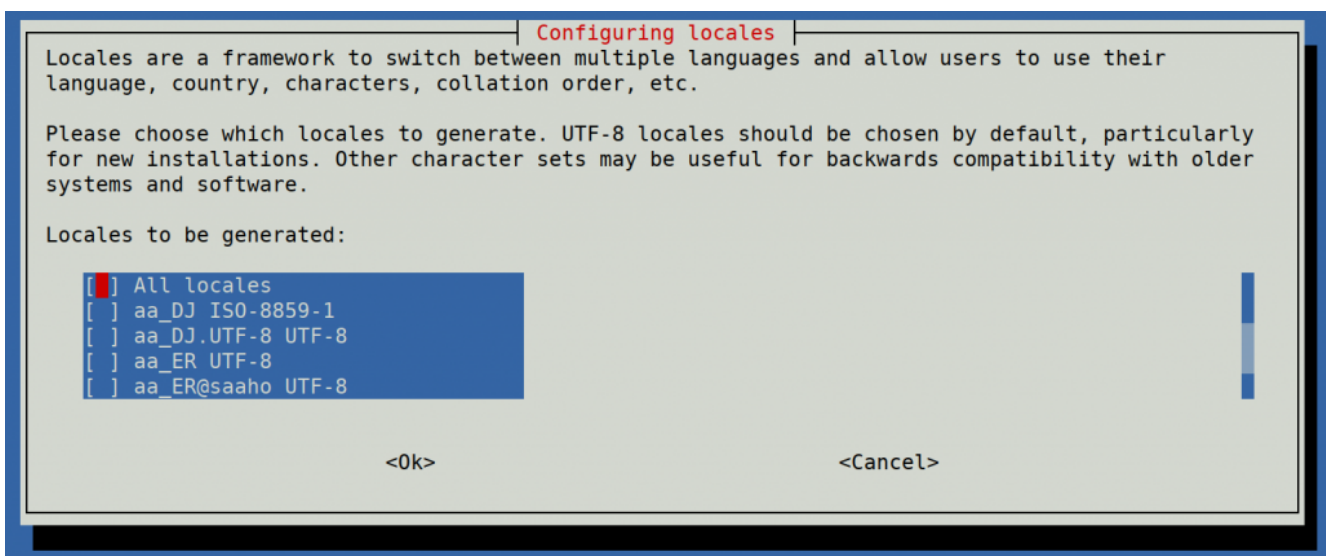 Configuring locales
Locales are a framework to switch between multiple languages and allow users to use their
language, country, characters, collation order, etc.
Please choose which locales to generate. UTF-8 locales should be chosen by default, particularly
for new installations. Other character sets may be useful for backwards compatibility with older
systems and software.
Locales to be generated:
[ ] All locales
[ ] aa_DJ ISO-8859-1
[ ] aa_DJ.UTF-8 UTF-8
[ ] aa_ER UTF-8
[ ] aa_ER@saaho UTF-8
<Ok> <Cancel>